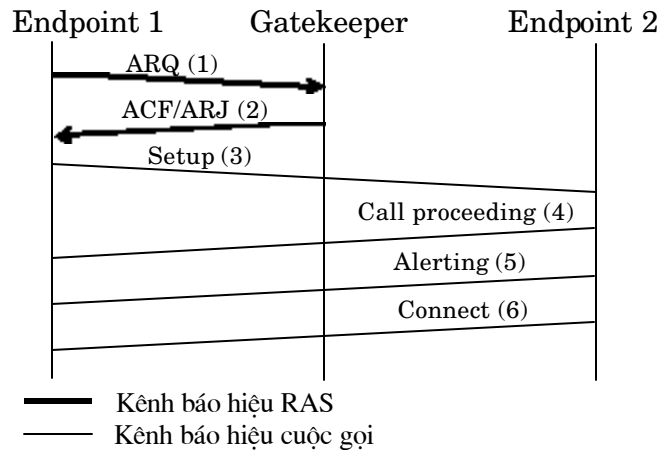 Endpoint 1 Gatekeeper Endpoint 2
ARQ (1)
ACF/ARJ (2)
Setup (3)
Call proceeding (4)
Alerting (5)
Connect (6)
Kênh báo hiệu RAS
Kênh báo hiệu cuộc gọi